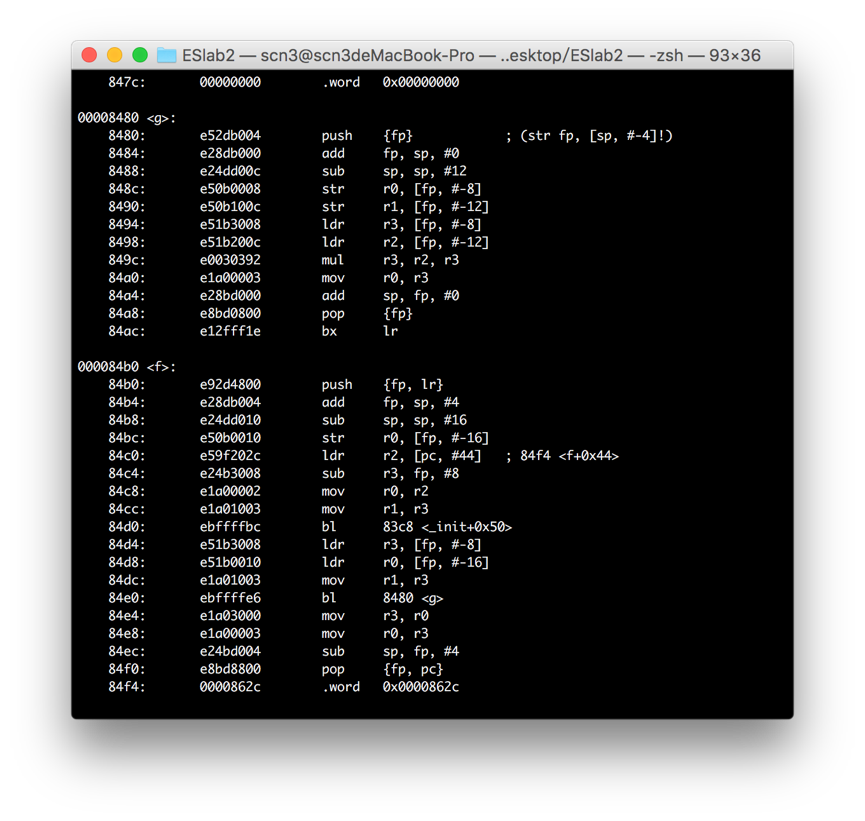 ESlab2 — scn3@scn3deMacBook-Pro — ..esktop/ESlab2 — -zsh — 93×36
847c: 00000000 .word 0x00000000
00008480 <g>:
8480: e52db004 push {fp} ; (str fp, [sp, #-4]!)
8484: e28db000 add fp, sp, #0
8488: e24dd00c sub sp, sp, #12
848c: e50b0008 str r0, [fp, #-8]
8490: e50b100c str r1, [fp, #-12]
8494: e51b3008 ldr r3, [fp, #-8]
8498: e51b200c ldr r2, [fp, #-12]
849c: e0030392 mul r3, r2, r3
84a0: e1a00003 mov r0, r3
84a4: e28bd000 add sp, fp, #0
84a8: e8bd0800 pop {fp}
84ac: e12fff1e bx lr
000084b0 <f>:
84b0: e92d4800 push {fp, lr}
84b4: e28db004 add fp, sp, #4
84b8: e24dd010 sub sp, sp, #16
84bc: e50b0010 str r0, [fp, #-16]
84c0: e59f202c ldr r2, [pc, #44] ; 84f4 <f+0x44>
84c4: e24b3008 sub r3, fp, #8
84c8: e1a00002 mov r0, r2
84cc: e1a01003 mov r1, r3
84d0: ebffffbc bl 83c8 <_init+0x50>
84d4: e51b3008 ldr r3, [fp, #-8]
84d8: e51b0010 ldr r0, [fp, #-16]
84dc: e1a01003 mov r1, r3
84e0: ebffffe6 bl 8480 <g>
84e4: e1a03000 mov r3, r0
84e8: e1a00003 mov r0, r3
84ec: e24bd004 sub sp, fp, #4
84f0: e8bd8800 pop {fp, pc}
84f4: 0000862c .word 0x0000862c